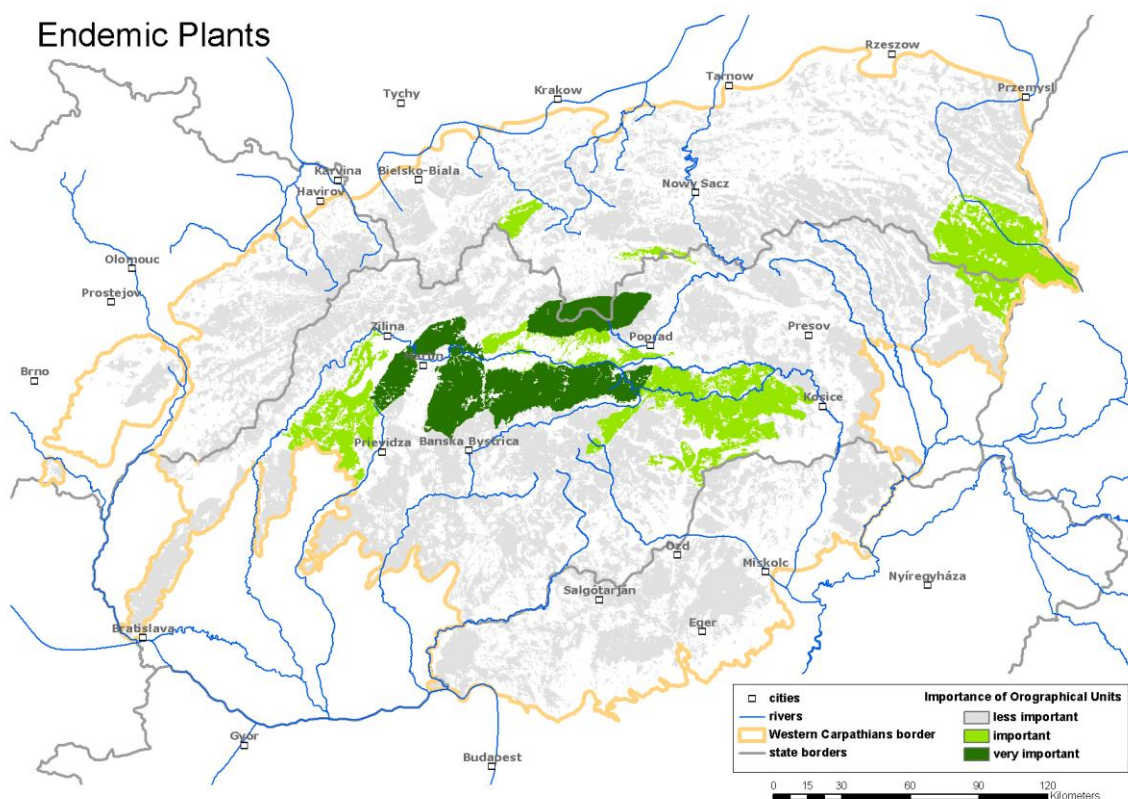 Endemic Plants
Rzeszow
Tarnow
Krakow
Tychy
Przemysl
Karvina
Bielsko-Biala
Havirov
Nowy Sacz
Olomouc
Prostejov
Zilina
Poprad
Presov
Martin
Brno
Kosice
Prievidza
Banska Bystrica
Ozd
Miskolc
Nyíregyháza
Salgótarján
Eger
Bratislava
Györ
Budapest
cities
rivers
Western Carpathians border
state borders
Importance of Orographical Units
less important
important
very important
0 15 30 60 90 120
Kilometers